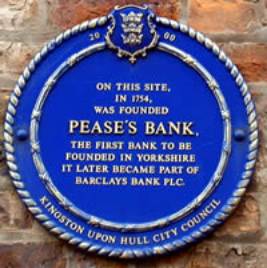 20 00
ON THIS SITE,
IN 1754,
WAS FOUNDED
PEASE'S BANK,
THE FIRST BANK TO BE
FOUNDED IN YORKSHIRE
IT LATER BECAME PART OF
BARCLAYS BANK PLC.
KINGSTON UPON HULL CITY COUNCIL